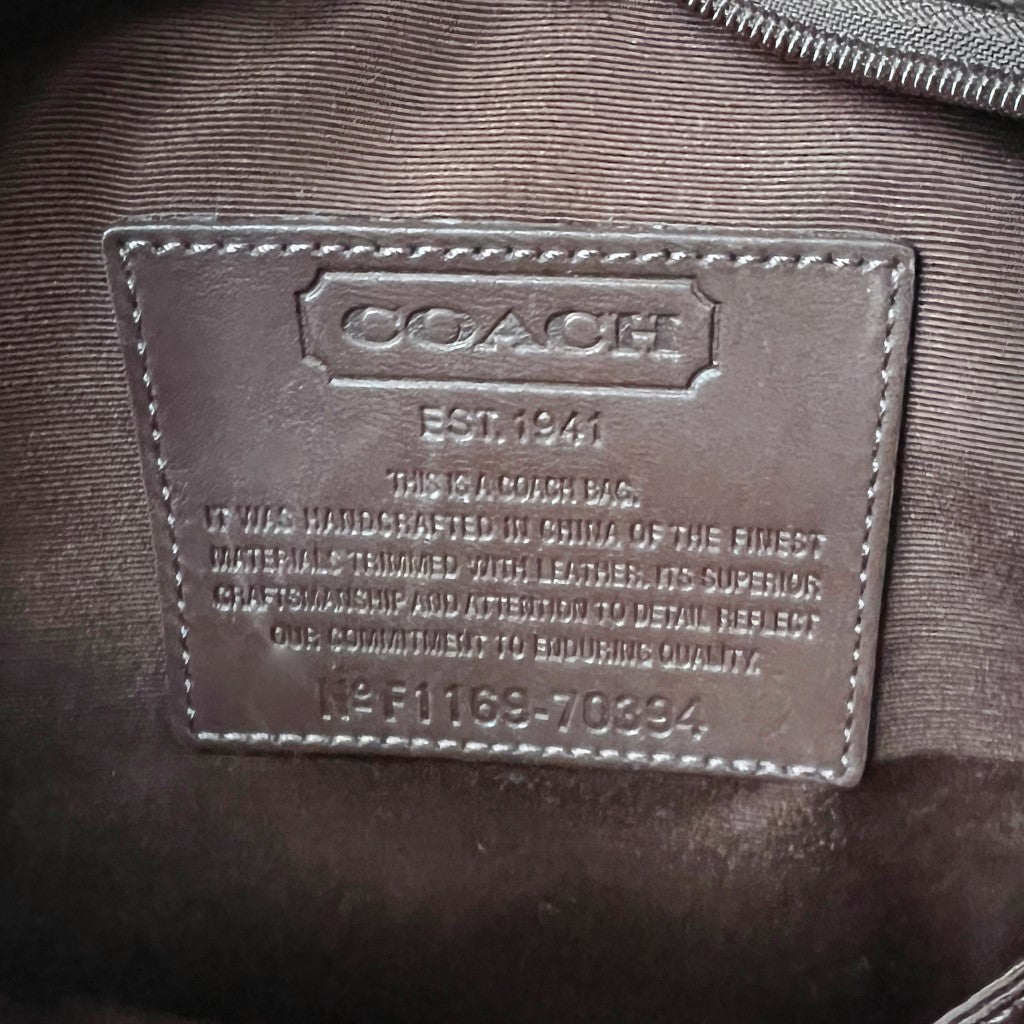 COACH
EST. 1941
THIS IS A COACH BAG.
IT WAS HANDCRAFTED IN CHINA OF THE FINEST
MATERIALS TRIMMED WITH LEATHER. ITS SUPERIOR
CRAFTSMANSHIP AND ATTENTION TO DETAIL REFLECT
OUR COMMITMENT TO ENDURING QUALITY.
Nº F1169-70394